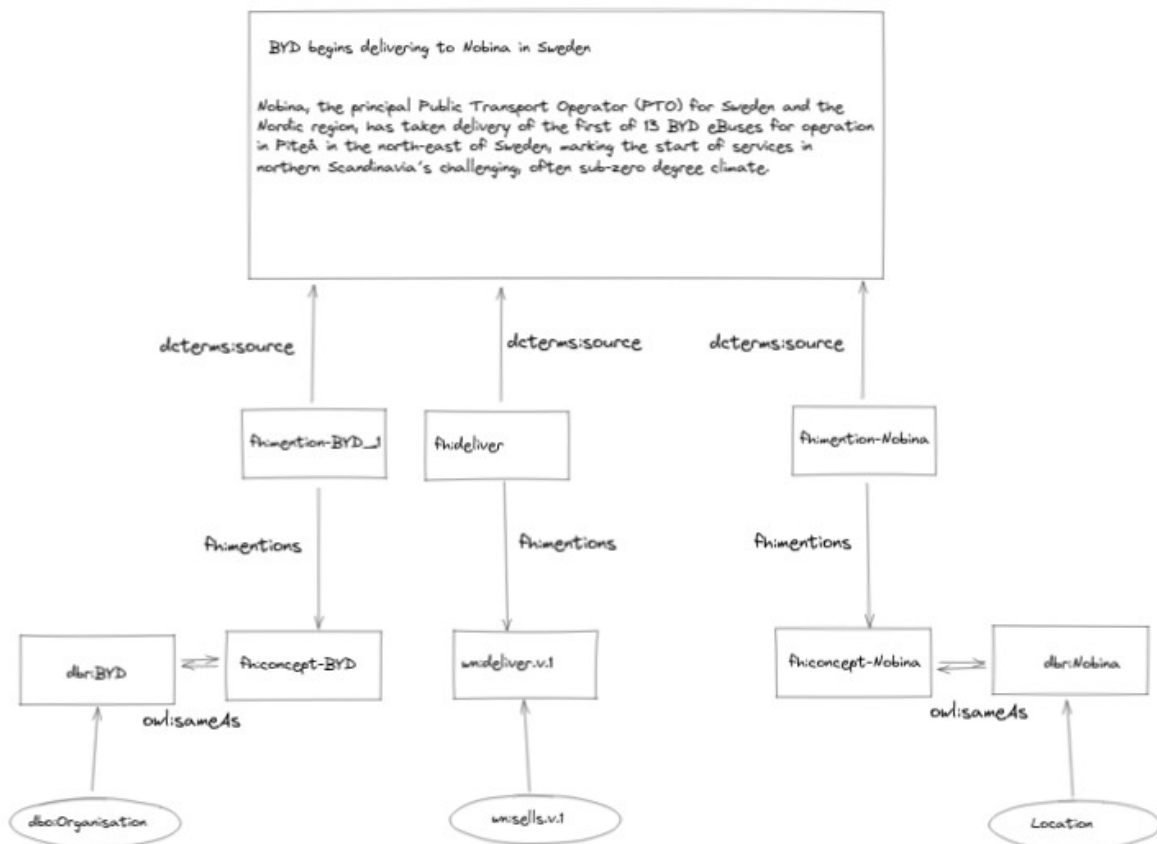 BYD begins delivering to Nobina in Sweden
Nobina, the principal Public Transport Operator (PTO) for Sweden and the
Nordic region, has taken delivery of the first of 13 BYD eBuses for operation
in Piteå in the north-east of Sweden, marking the start of services in
northern Scandinavia's challenging, often sub-zero degree climate.
dcterms:source
dcterms:source
dcterms:source
fh:mention-BYD_1
fh:deliver
fh:mention-Nobina
fh:mentions
fh:mentions
fh:mentions
dbr:BYD
fh:concept-BYD
wn:deliver.v.1
fh:concept-Nobina
dbr:Nobina
owl:sameAs
owl:sameAs
dbo:Organisation
wn:sells.v.1
Location